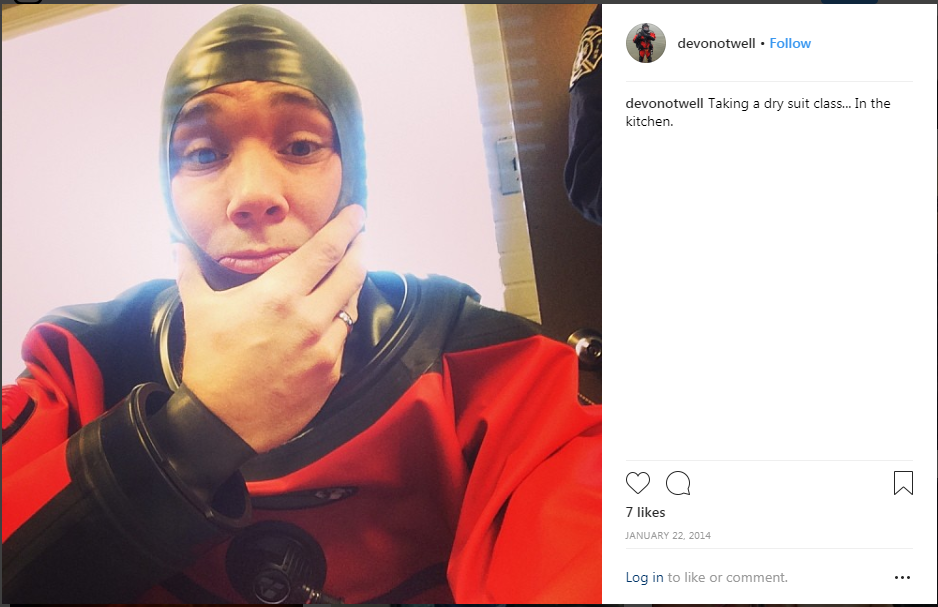 devonotwell • Follow
devonotwell Taking a dry suit class... In the
kitchen.
7 likes
JANUARY 22, 2014
Log in to like or comment.